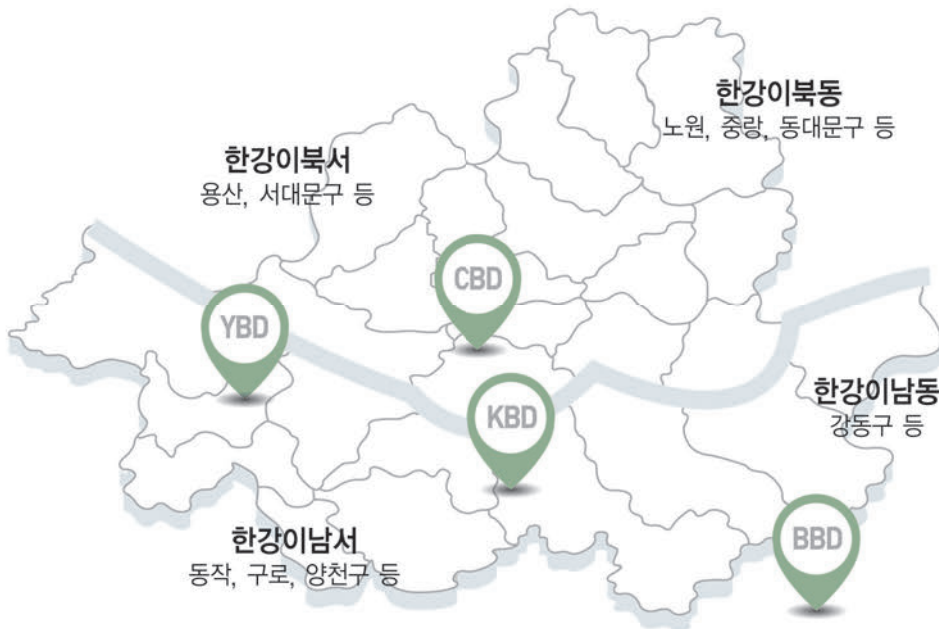 한강이북동
노원, 중랑, 동대문구 등
한강이북서
용산, 서대문구 등
CBD
YBD
한강이남동
강동구 등
KBD
한강이남서
동작, 구로, 양천구 등
BBD